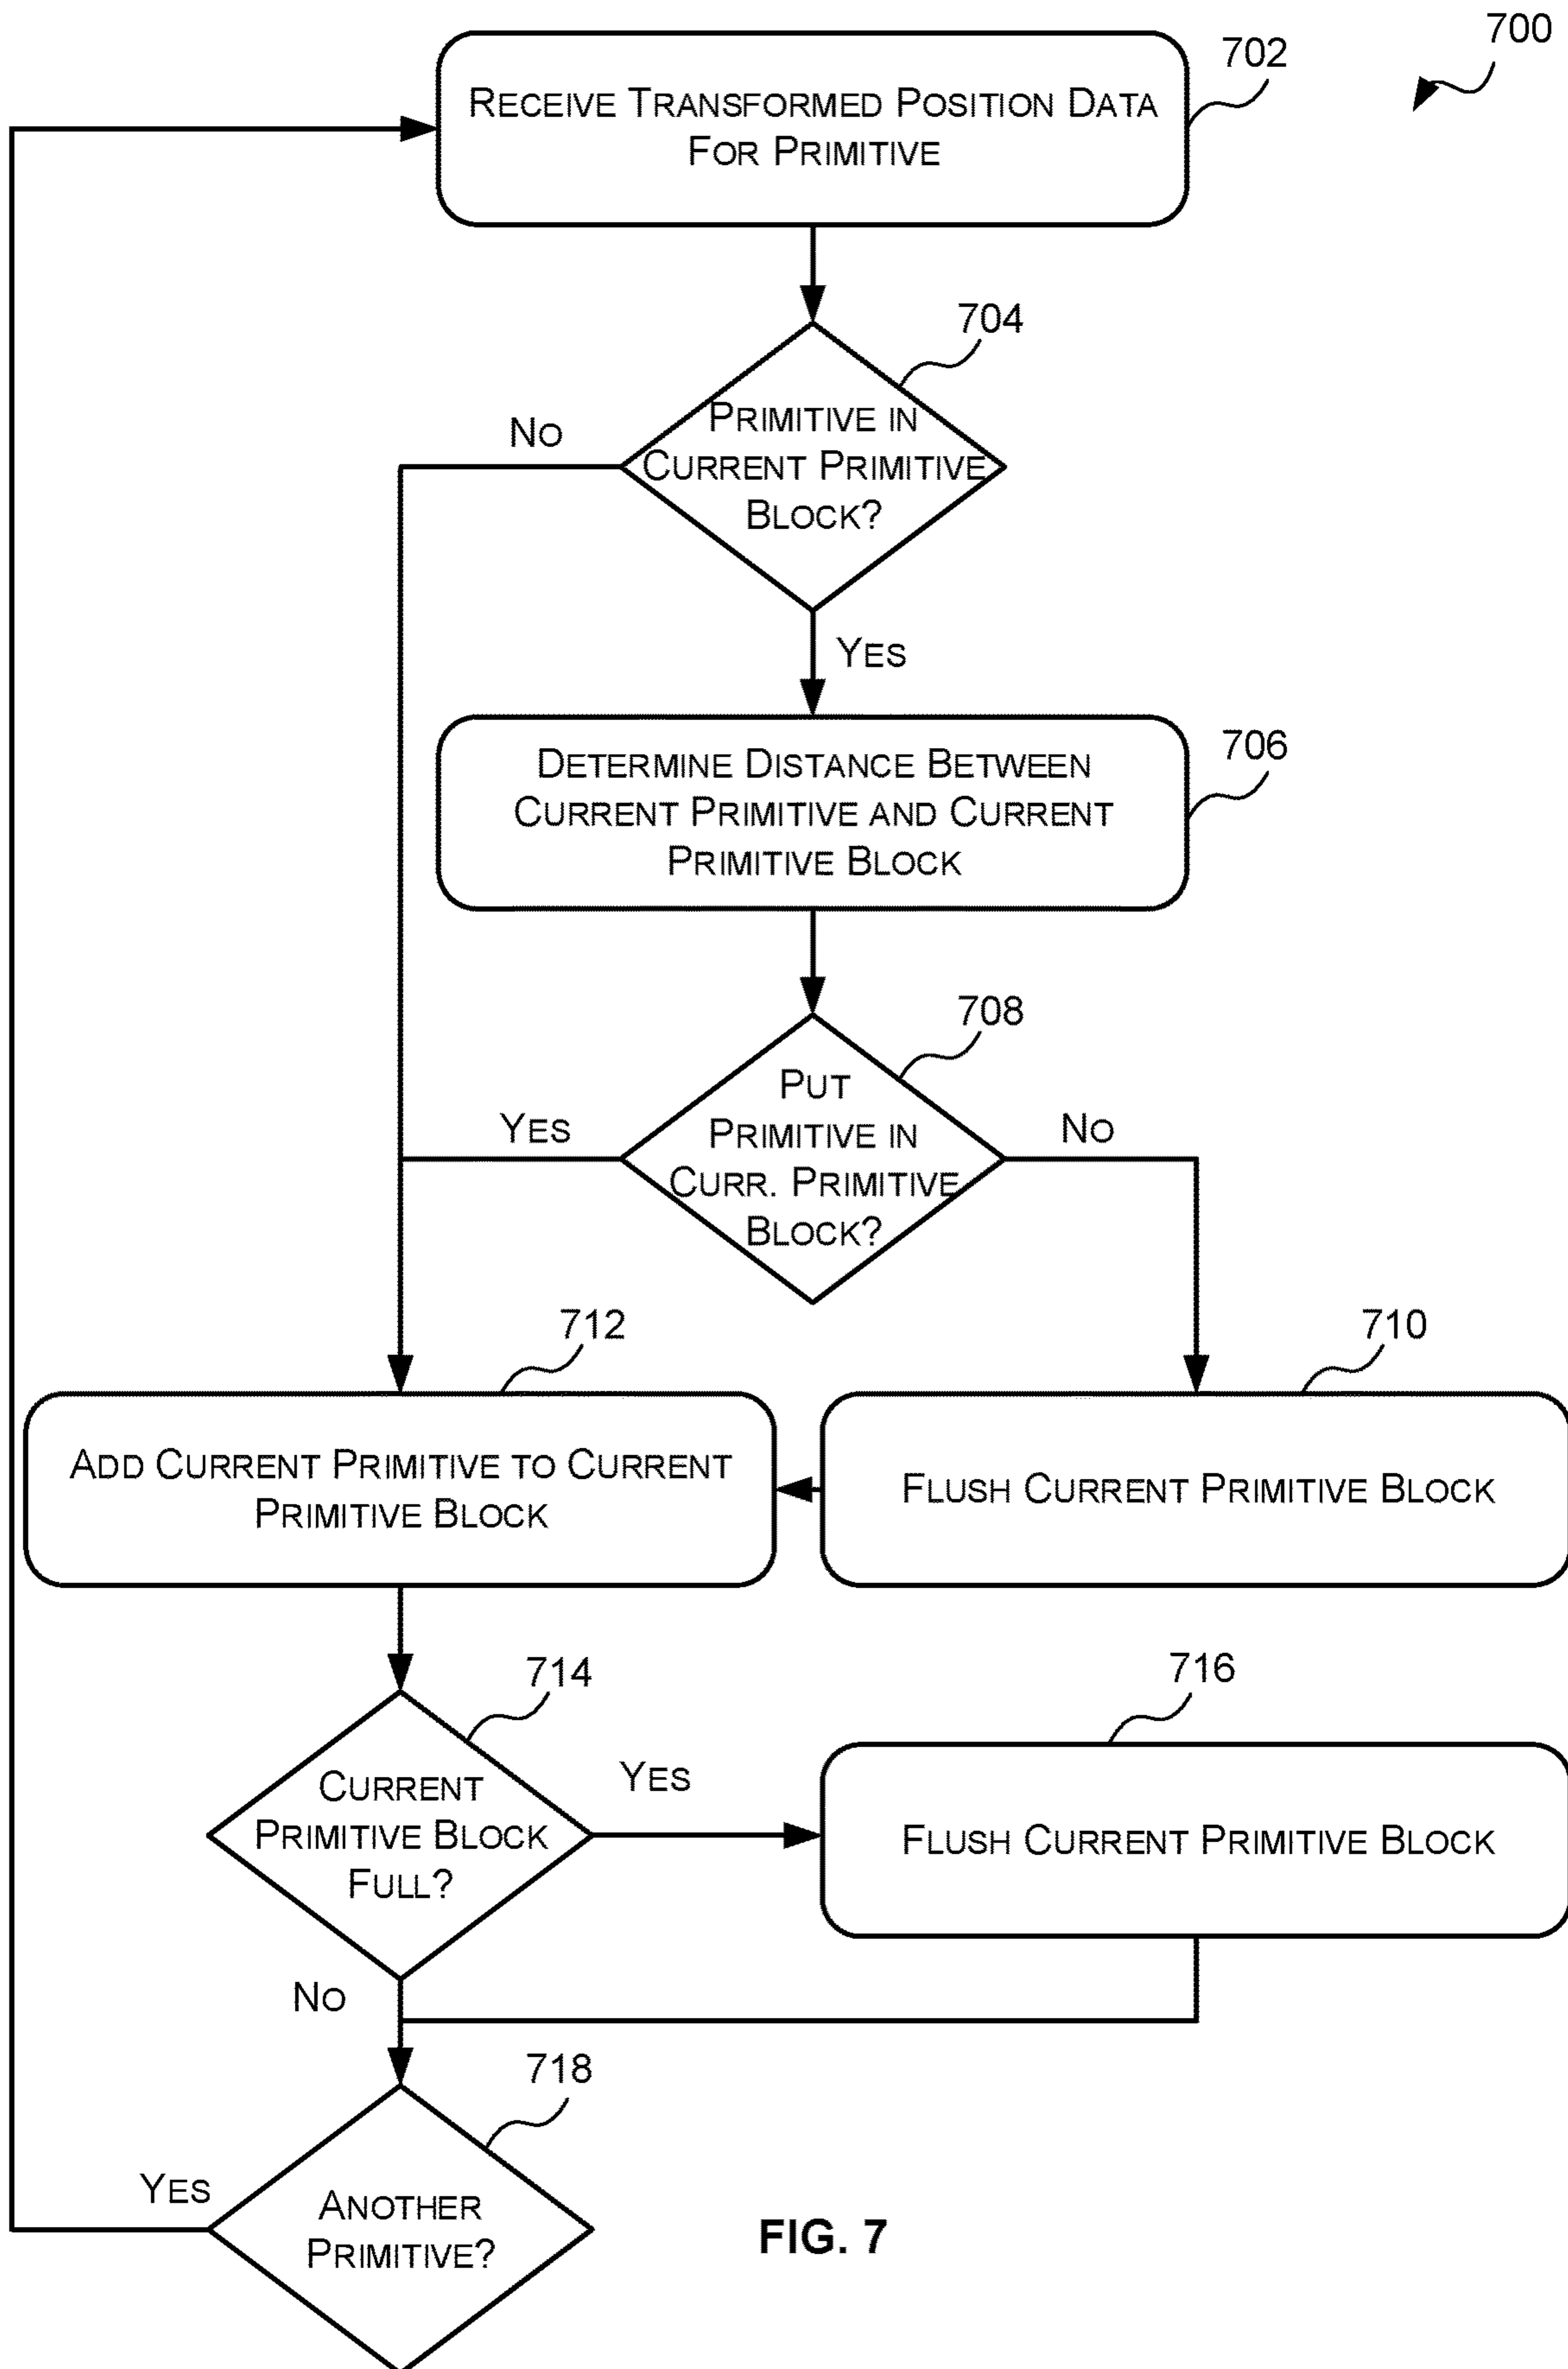 700
702
RECEIVE TRANSFORMED POSITION DATA
FOR PRIMITIVE
704
PRIMITIVE IN
CURRENT PRIMITIVE
BLOCK?
NO
YES
706
DETERMINE DISTANCE BETWEEN
CURRENT PRIMITIVE AND CURRENT
PRIMITIVE BLOCK
708
PUT
PRIMITIVE IN
CURR. PRIMITIVE
BLOCK?
YES
NO
712
710
ADD CURRENT PRIMITIVE TO CURRENT
PRIMITIVE BLOCK
FLUSH CURRENT PRIMITIVE BLOCK
714
716
CURRENT
PRIMITIVE BLOCK
FULL?
YES
FLUSH CURRENT PRIMITIVE BLOCK
NO
718
YES
ANOTHER
PRIMITIVE?
FIG. 7